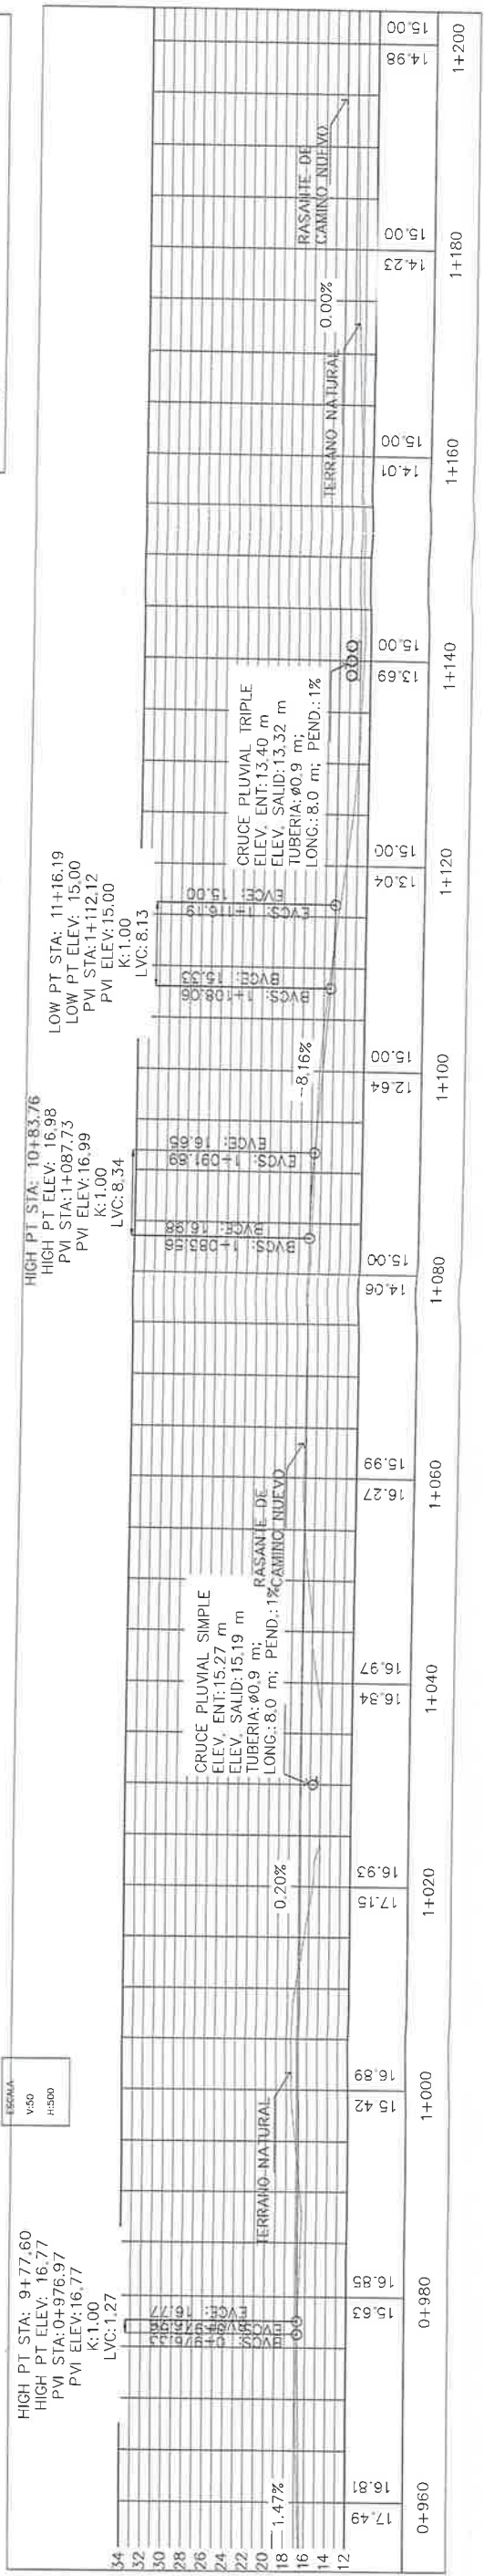 ESCALA
V:50
H:500
HIGH PT STA: 9+77.60
HIGH PT ELEV: 16.77
PVI STA:0+976.97
PVI ELEV:16.77
K:1.00
LVC:1.27
HIGH PT STA: 10+83.76
HIGH PT ELEV: 16.98
PVI STA:1+087.73
PVI ELEV:16.99
K:1.00
LVC:8.34
LOW PT STA: 11+16.19
LOW PT ELEV: 15.00
PVI STA:1+112.12
PVI ELEV:15.00
K:1.00
LVC:8.13
34
32
30
28
26
24
22
20
18
16
14
12
1.47%
EVCE: 16.77
TERRANO NATURAL
0.20%
CRUCE PLUVIAL SIMPLE
ELEV. ENT:15.27 m
ELEV. SALID:15.19 m
TUBERIA: ø0.9 m;
LONG.:8.0 m; PEND.:1%
RASANTE DE
CAMINO NUEVO
BVCS: 1+083.56
BVCE: 16.98
EVCS: 1+091.89
EVCE: 16.65
-8.16%
BVCS: 1+108.06
BVCE: 15.33
EVCS: 1+116.19
EVCE: 15.00
CRUCE PLUVIAL TRIPLE
ELEV. ENT:13.40 m
ELEV. SALID:13.32 m
TUBERIA: ø0.9 m;
LONG.:8.0 m; PEND.:1%
TERRANO NATURAL
0.00%
RASANTE DE
CAMINO NUEVO
17.49 16.81
15.63 16.85
15.42 16.89
17.15 16.93
16.34 16.97
16.27 15.99
14.06 15.00
12.64 15.00
13.04 15.00
13.69 15.00
14.01 15.00
14.23 15.00
14.98 15.00
0+960 0+980 1+000 1+020 1+040 1+060 1+080 1+100 1+120 1+140 1+160 1+180 1+200